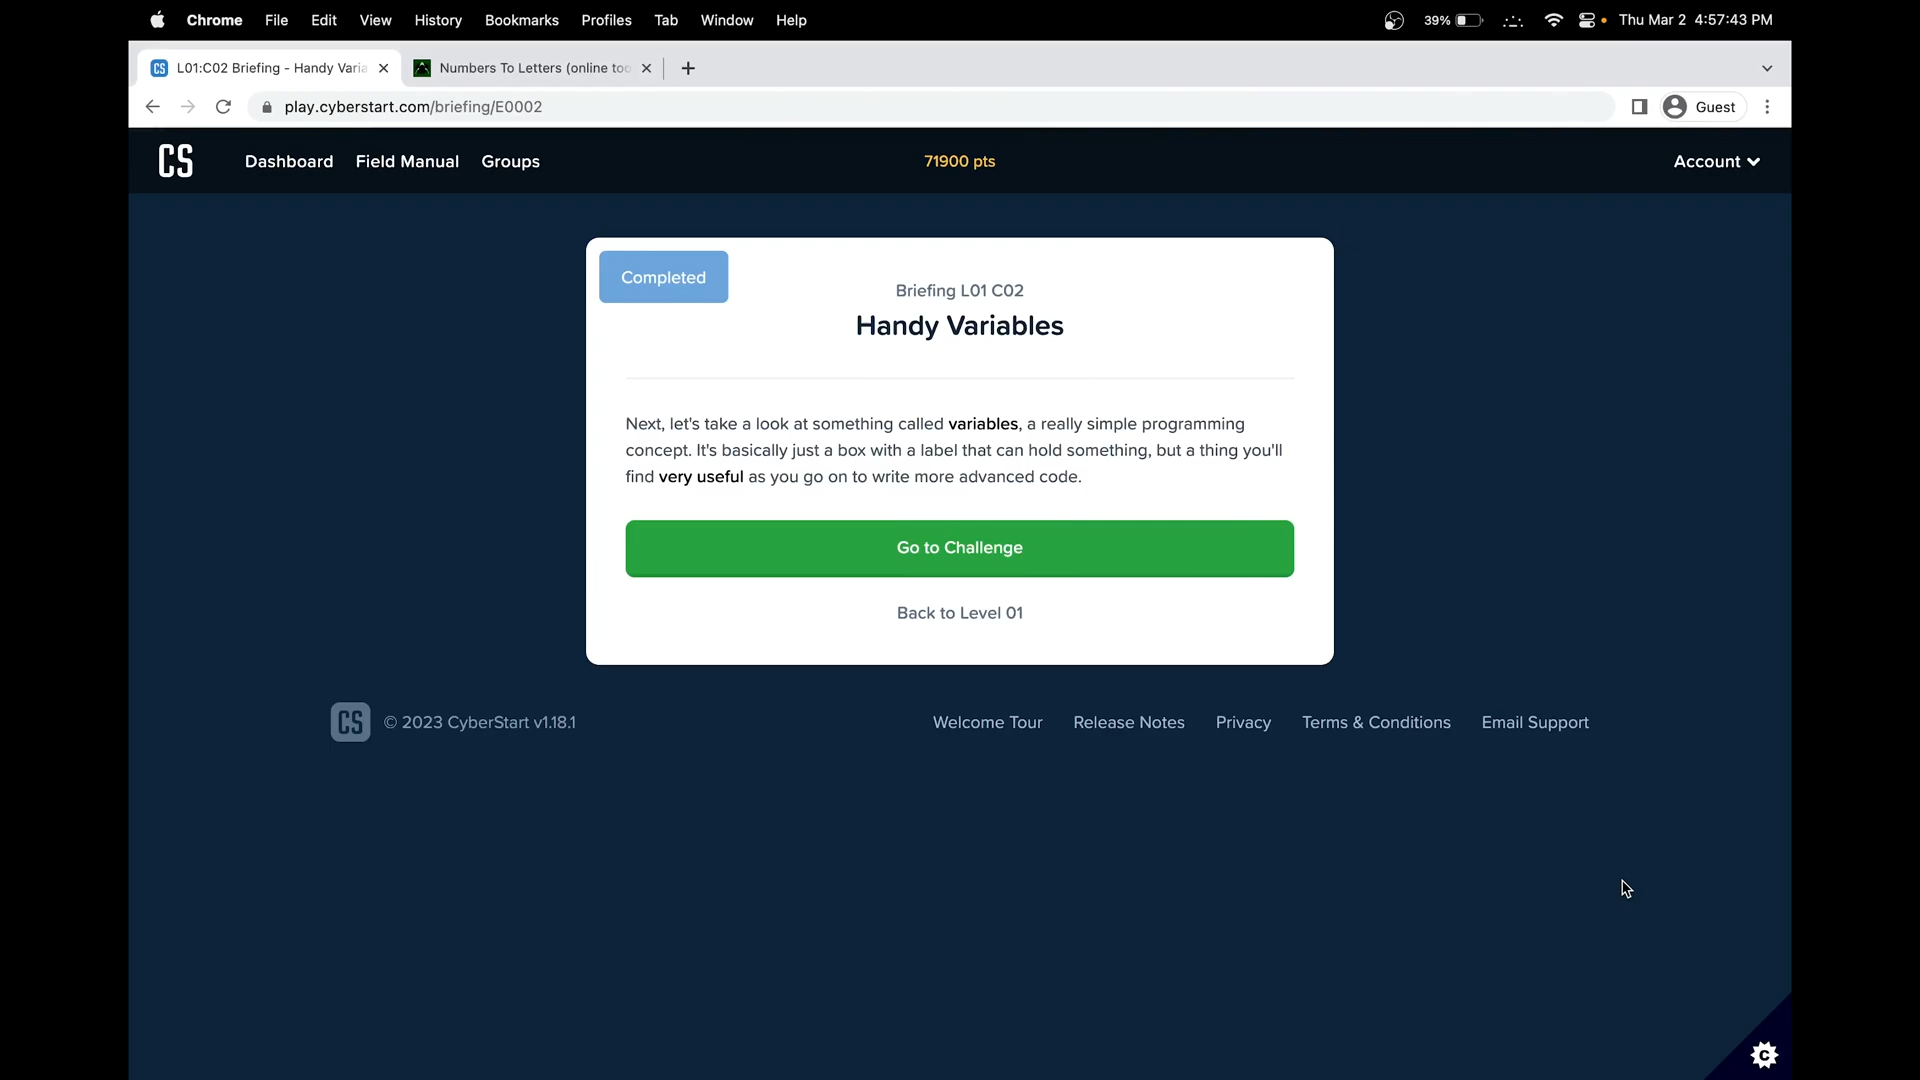 Chrome File Edit View History Bookmarks Profiles Tab Window Help 39% Thu Mar 2 4:57:43 PM
CS L01:C02 Briefing - Handy Varia Numbers To Letters (online too
play.cyberstart.com/briefing/E0002 Guest
CS Dashboard Field Manual Groups 71900 pts Account
Completed
Briefing L01 C02
Handy Variables
Next, let's take a look at something called variables, a really simple programming
concept. It's basically just a box with a label that can hold something, but a thing you'll
find very useful as you go on to write more advanced code.
Go to Challenge
Back to Level 01
CS © 2023 CyberStart v1.18.1 Welcome Tour Release Notes Privacy Terms & Conditions Email Support
C